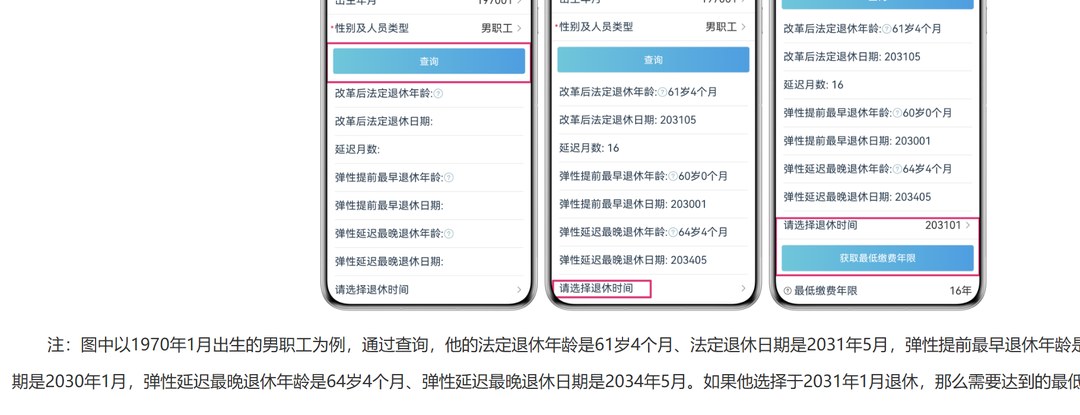 性别及人员类型 男职工
查询
改革后法定退休年龄:
改革后法定退休日期:
延迟月数:
弹性提前最早退休年龄:
弹性提前最早退休日期:
弹性延迟最晚退休年龄:
弹性延迟最晚退休日期:
请选择退休时间
*性别及人员类型 男职工
查询
改革后法定退休年龄:61岁4个月
改革后法定退休日期: 203105
延迟月数: 16
弹性提前最早退休年龄:60岁0个月
弹性提前最早退休日期: 203001
弹性延迟最晚退休年龄:64岁4个月
弹性延迟最晚退休日期: 203405
请选择退休时间
改革后法定退休年龄:61岁4个月
改革后法定退休日期: 203105
延迟月数: 16
弹性提前最早退休年龄:60岁0个月
弹性提前最早退休日期: 203001
弹性延迟最晚退休年龄:64岁4个月
弹性延迟最晚退休日期: 203405
请选择退休时间 203101
获取最低缴费年限
最低缴费年限 16年
注：图中以1970年1月出生的男职工为例，通过查询，他的法定退休年龄是61岁4个月、法定退休日期是2031年5月，弹性提前最早退休年龄是
期是2030年1月，弹性延迟最晚退休年龄是64岁4个月、弹性延迟最晚退休日期是2034年5月。如果他选择于2031年1月退休，那么需要达到的最低